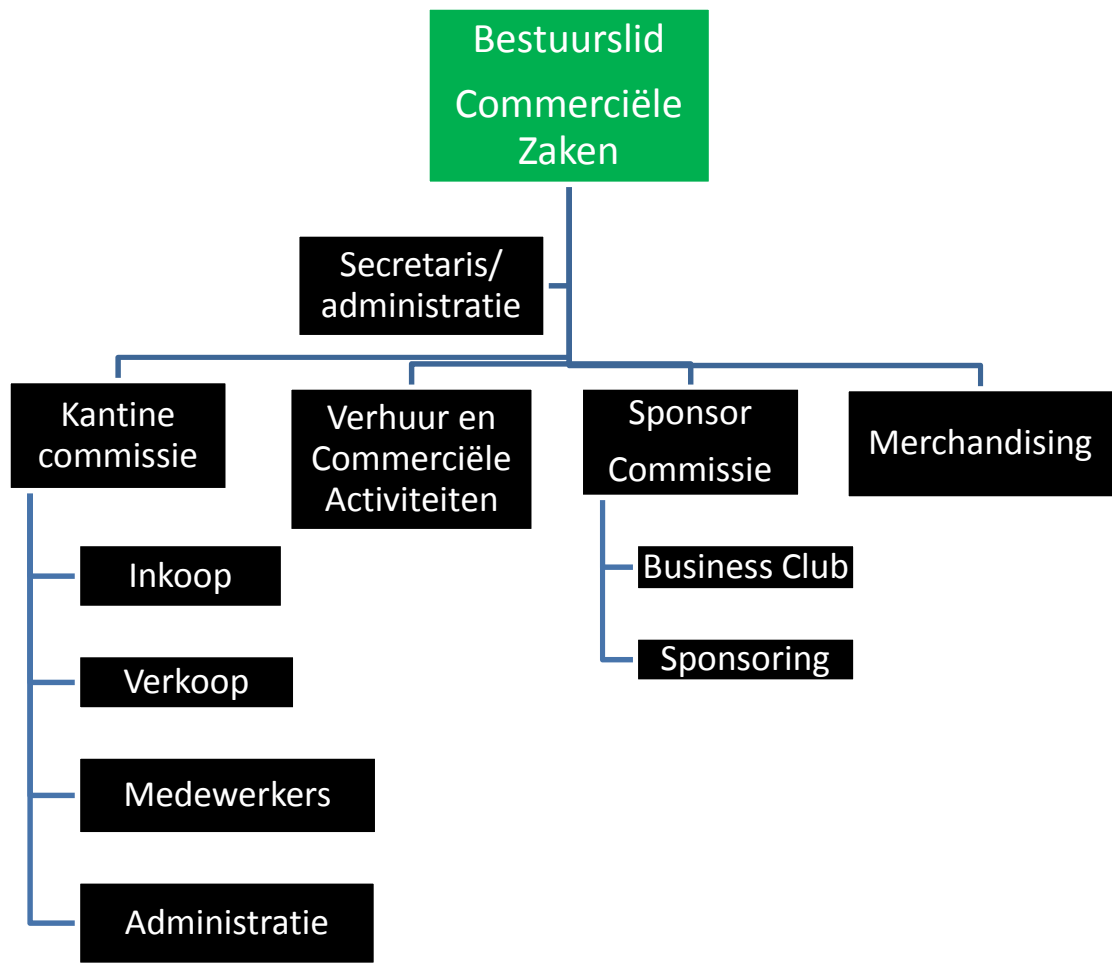 Bestuurslid
Commerciële
Zaken
Secretaris/
administratie
Kantine
commissie
Verhuur en
Commerciële
Activiteiten
Sponsor
Commissie
Merchandising
Inkoop
Verkoop
Medewerkers
Administratie
Business Club
Sponsoring